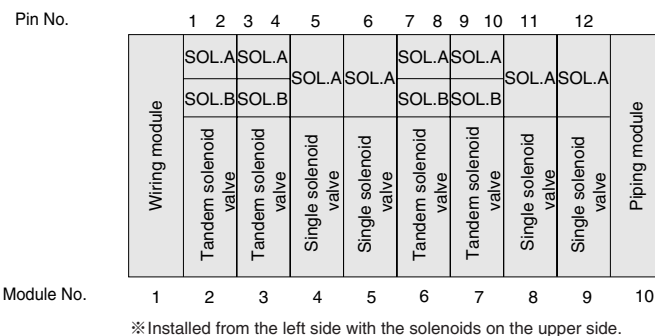 Pin No. 1 2 3 4 5 6 7 8 9 10 11 12
SOL.A SOL.A SOL.A SOL.A
SOL.A SOL.A SOL.A SOL.A
SOL.B SOL.B SOL.B SOL.B
Wiring module
Tandem solenoid
valve
Tandem solenoid
valve
Single solenoid
valve
Single solenoid
valve
Tandem solenoid
valve
Tandem solenoid
valve
Single solenoid
valve
Single solenoid
valve
Piping module
Module No. 1 2 3 4 5 6 7 8 9 10
※Installed from the left side with the solenoids on the upper side.